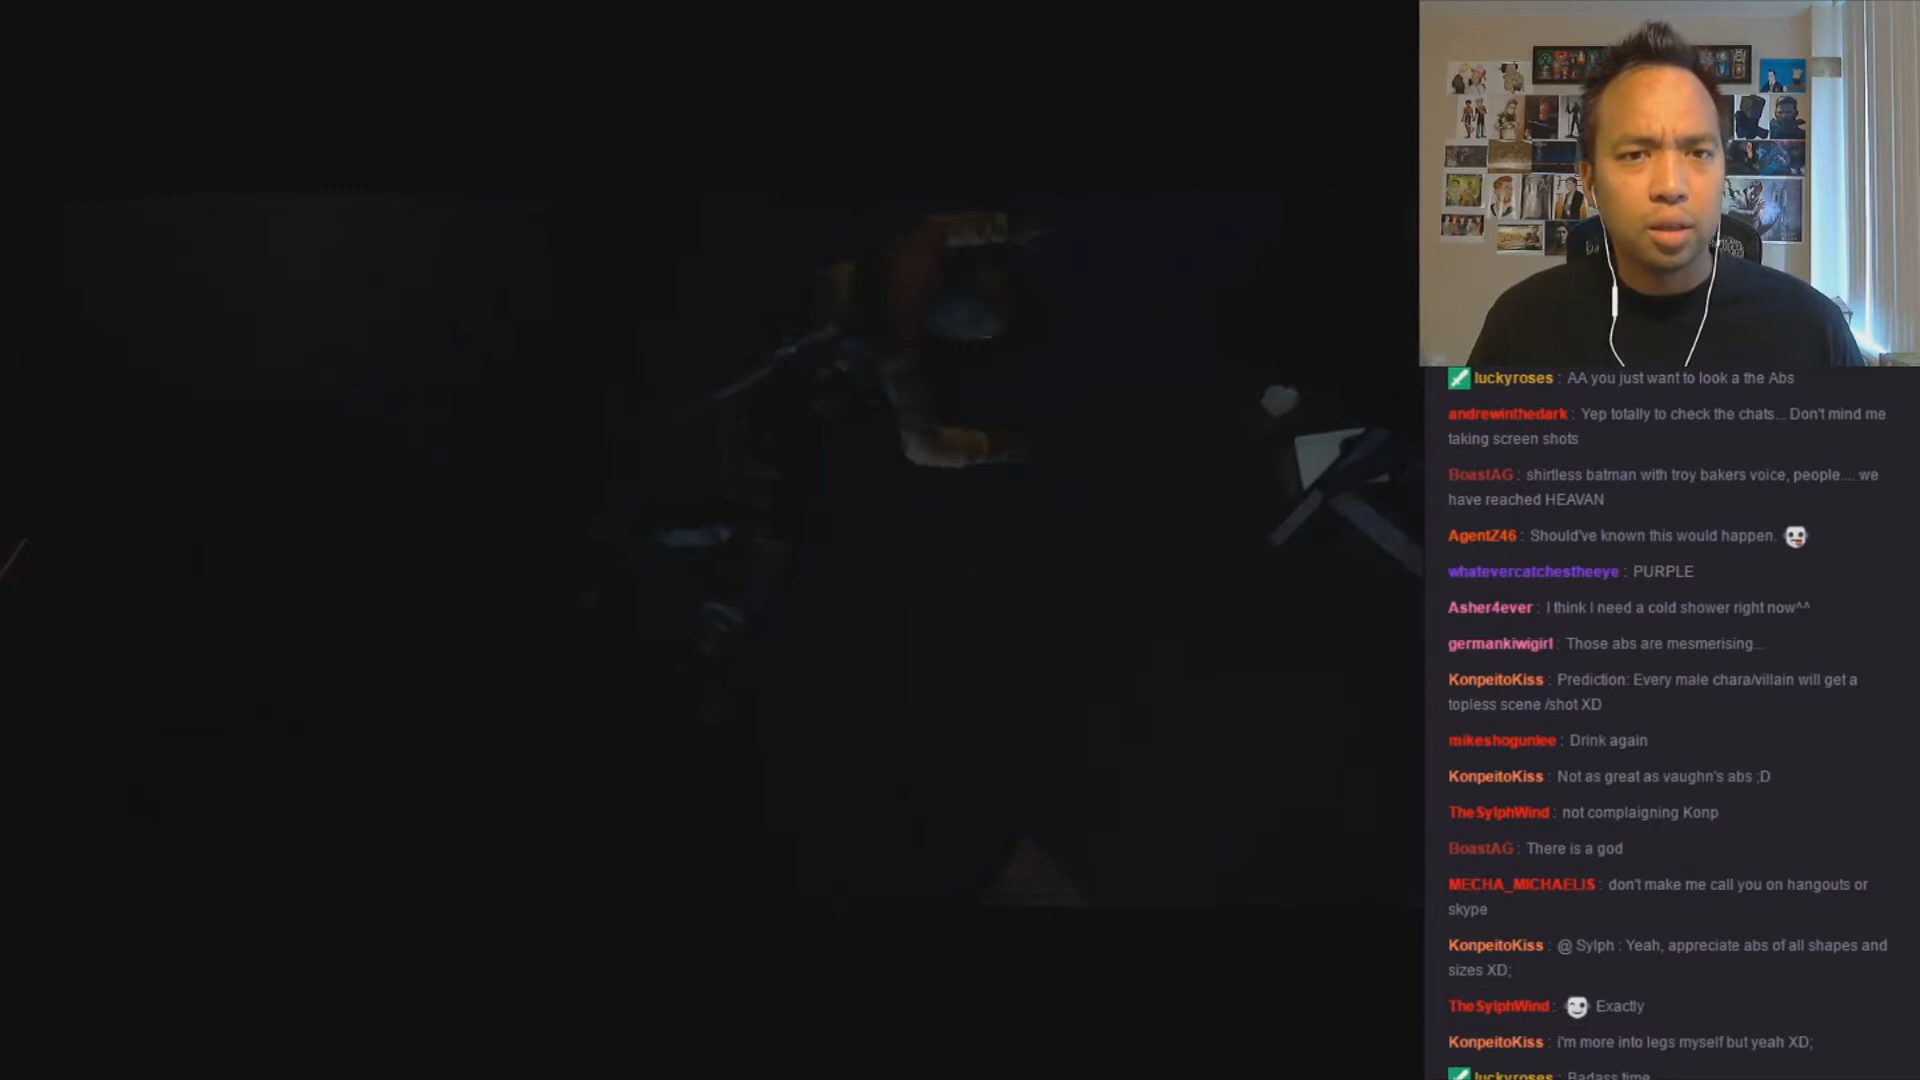 luckyroses : AA you just want to look a the Abs
andrewinthedark : Yep totally to check the chats... Don't mind me
taking screen shots
BoastAG : shirtless batman with troy bakers voice, people.... we
have reached HEAVAN
AgentZ46 : Should've known this would happen.
whatevercatchestheeye : PURPLE
Asher4ever : I think I need a cold shower right now^^
germankiwigirl : Those abs are mesmerising...
KonpeitoKiss : Prediction: Every male chara/villain will get a
topless scene /shot XD
mikeshogunlee : Drink again
KonpeitoKiss : Not as great as vaughn's abs ;D
TheSylphWind : not complaigning Konp
BoastAG : There is a god
MECHA_MICHAELIS : don't make me call you on hangouts or
skype
KonpeitoKiss : @ Sylph : Yeah, appreciate abs of all shapes and
sizes XD;
TheSylphWind : Exactly
KonpeitoKiss : i'm more into legs myself but yeah XD;
luckyroses : Badass time